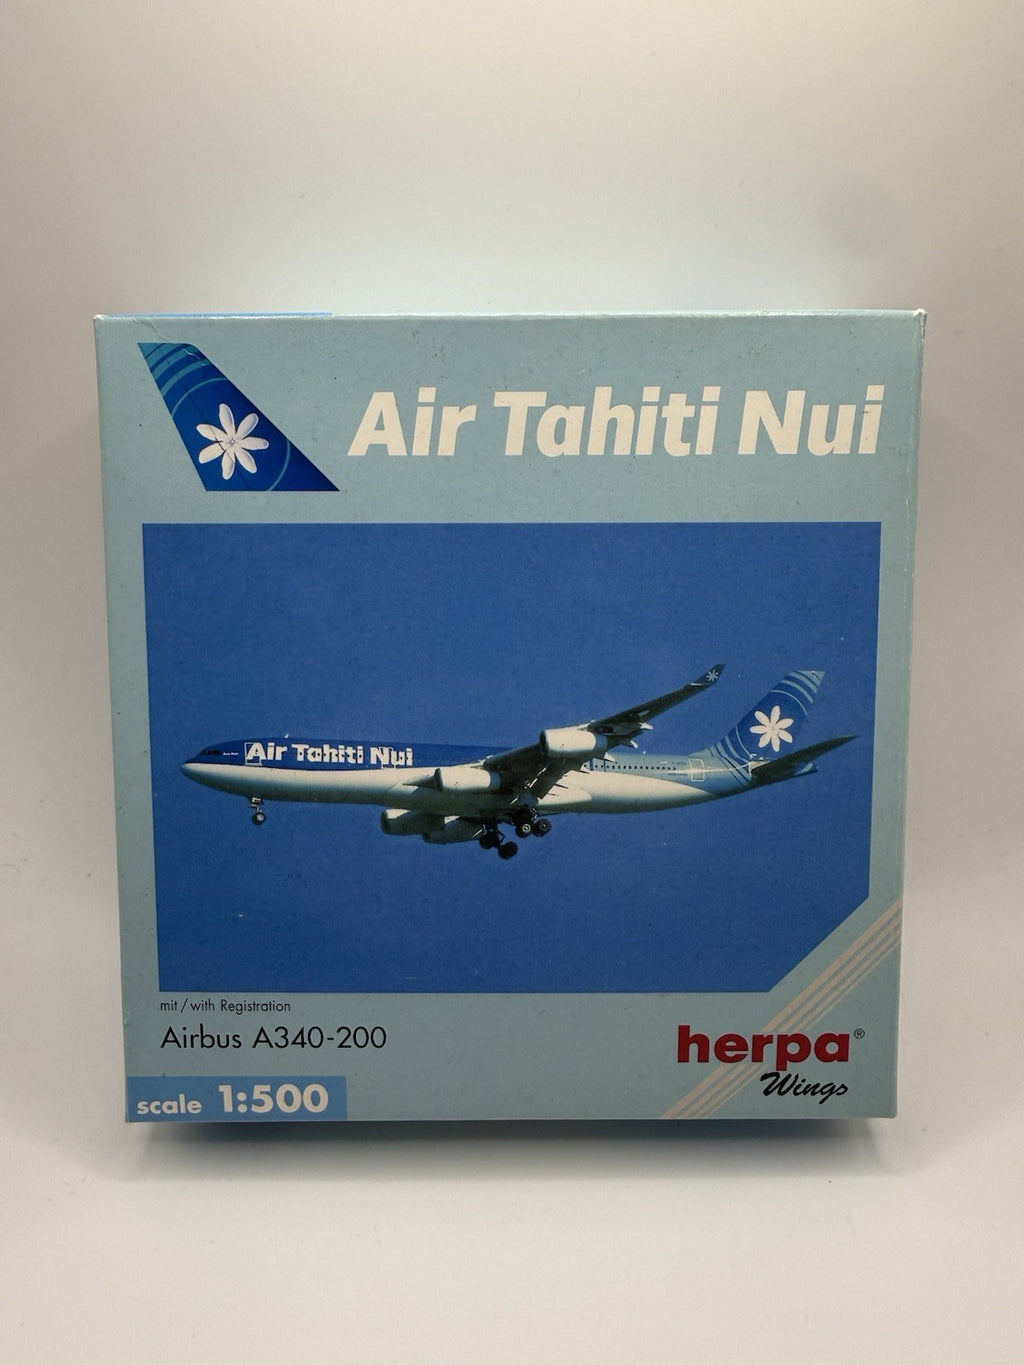 Air Tahiti Nui
Air Tahiti Nui
mit / with Registration
Airbus A340-200
herpa®
Wings
scale 1:500